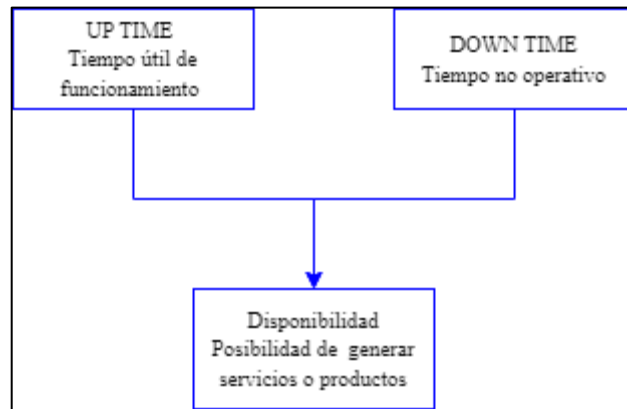 UP TIME
Tiempo útil de
funcionamiento
DOWN TIME
Tiempo no operativo
Disponibilidad
Posibilidad de generar
servicios o productos